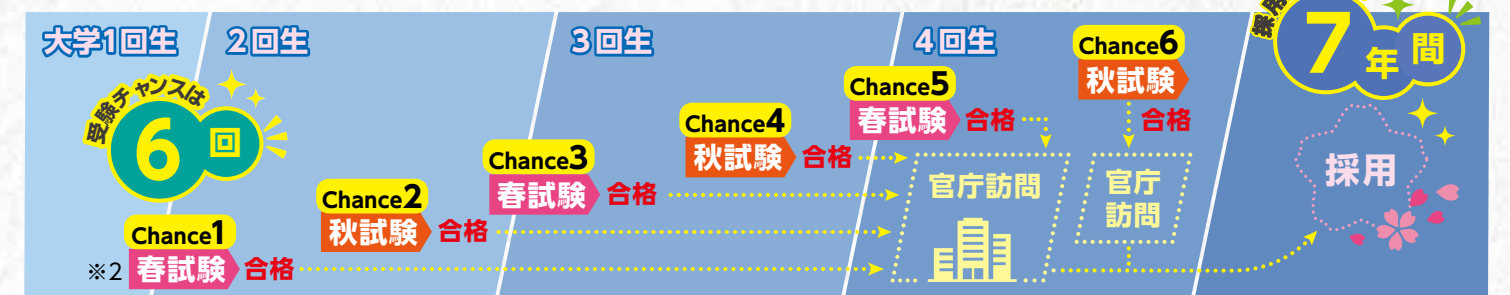 大学1回生
2回生
3回生
4回生
受験チャンスは
6回
採用
7年間
※2
Chance1
春試験
合格
Chance2
秋試験
合格
Chance3
春試験
合格
Chance4
秋試験
合格
Chance5
春試験
合格
Chance6
秋試験
合格
官庁訪問
官庁
訪問
採用